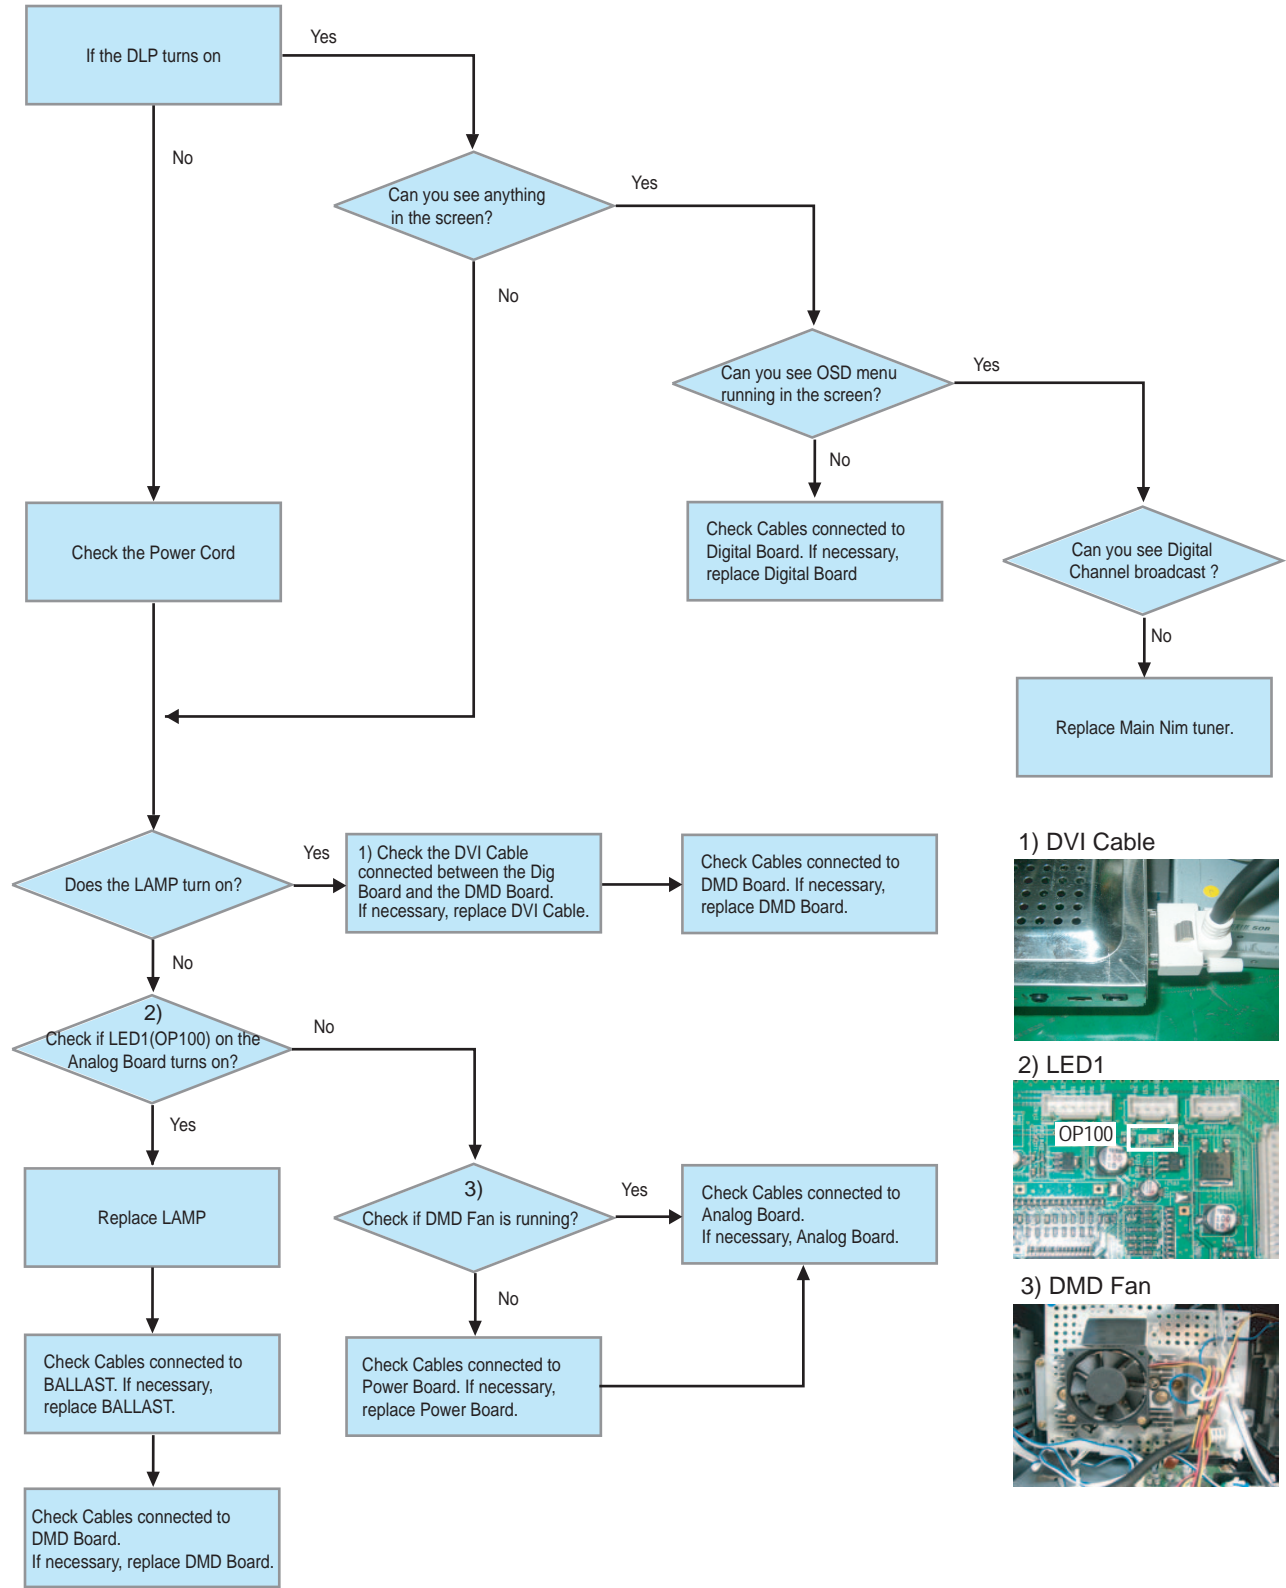 If the DLP turns on
Yes
No
Can you see anything
in the screen?
Yes
No
Can you see OSD menu
running in the screen?
Yes
No
Check the Power Cord
Check Cables connected to
Digital Board. If necessary,
replace Digital Board
Can you see Digital
Channel broadcast ?
No
Replace Main Nim tuner.
Does the LAMP turn on?
Yes
1) Check the DVI Cable
connected between the Dig
Board and the DMD Board.
If necessary, replace DVI Cable.
Check Cables connected to
DMD Board. If necessary,
replace DMD Board.
No
2)
Check if LED1(OP100) on the
Analog Board turns on?
No
Yes
Replace LAMP
3)
Check if DMD Fan is running?
Yes
Check Cables connected to
Analog Board.
If necessary, Analog Board.
No
Check Cables connected to
BALLAST. If necessary,
replace BALLAST.
Check Cables connected to
Power Board. If necessary,
replace Power Board.
Check Cables connected to
DMD Board.
If necessary, replace DMD Board.
1) DVI Cable
2) LED1
OP100
3) DMD Fan